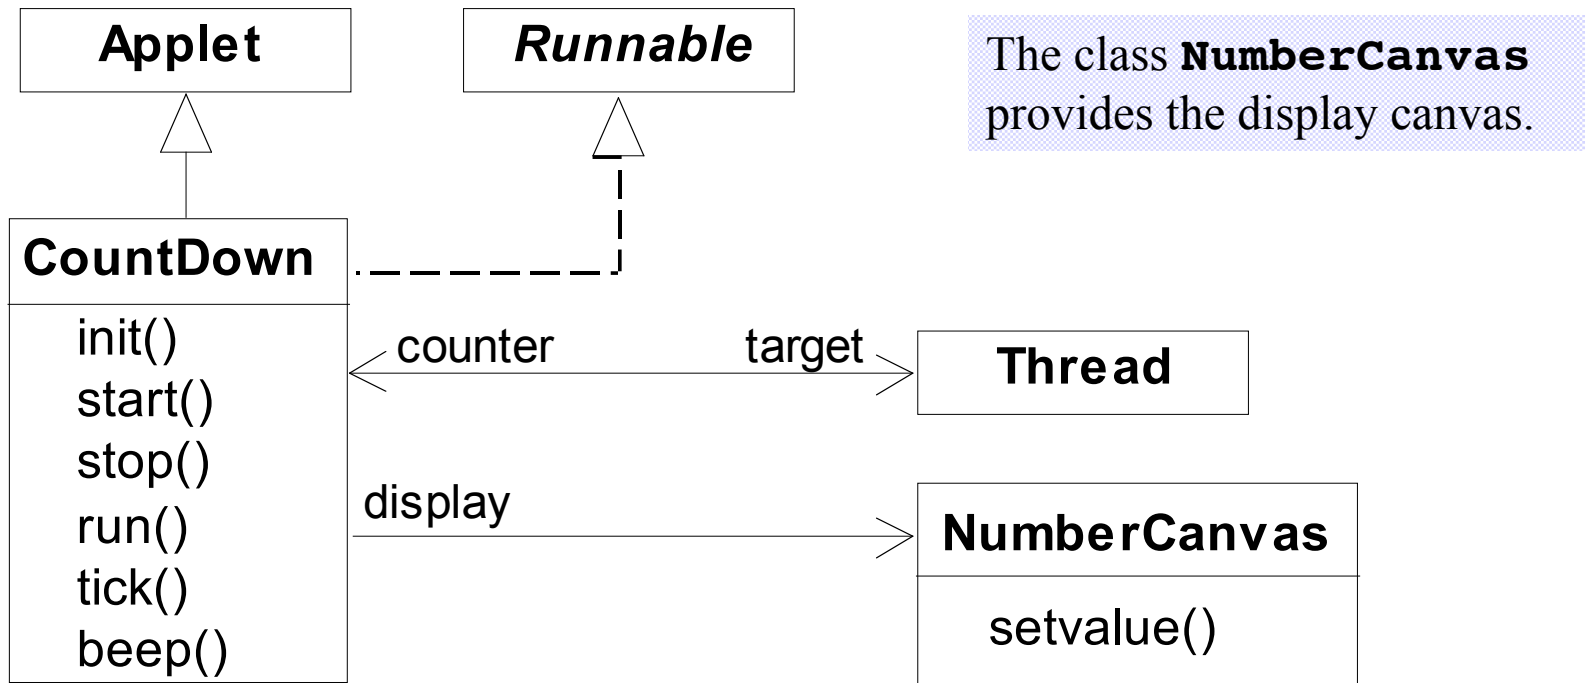 Applet
Runnable
The class NumberCanvas
provides the display canvas.
CountDown
init()
start()
stop()
run()
tick()
beep()
counter
target
Thread
display
NumberCanvas
setvalue()